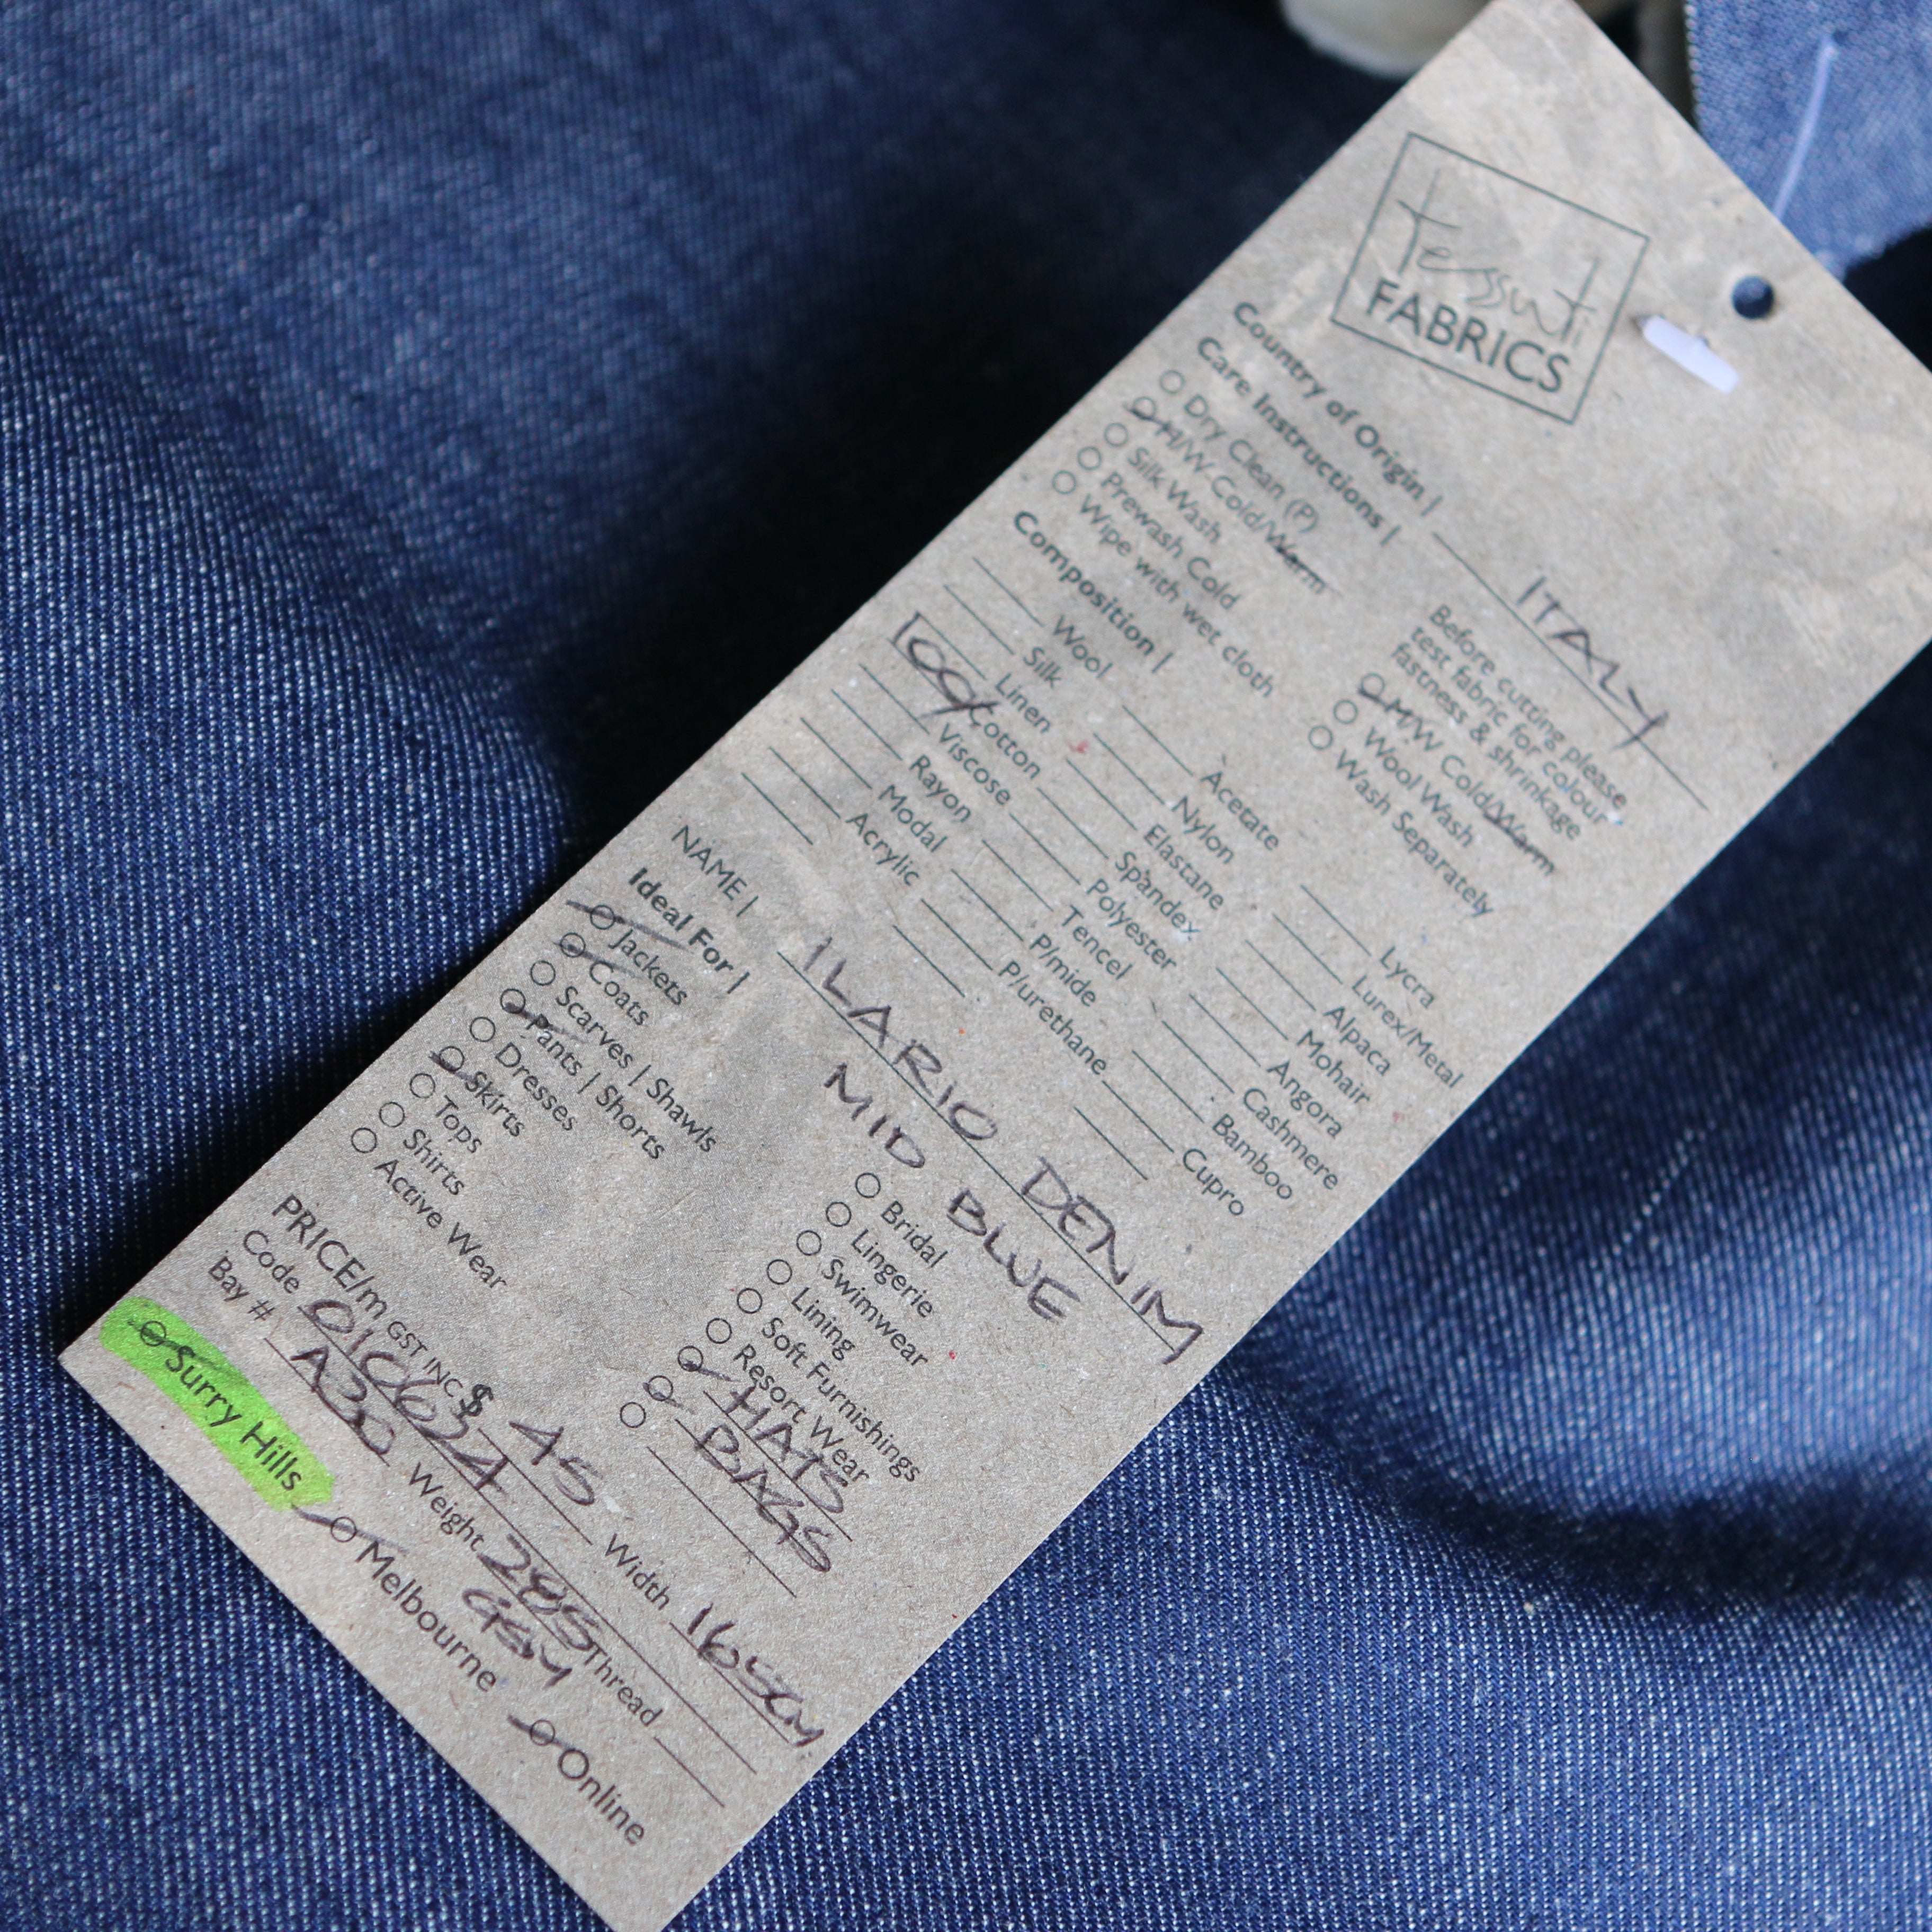 tessuti
FABRICS
Country of Origin | ITALY
Care Instructions |
Dry Clean (P)
H/W Cold/Warm
Silk Wash
Prewash Cold
Wipe with wet cloth
Before cutting please
test fabric for colour
fastness & shrinkage
M/W Cold/Warm
Wool Wash
Wash Separately
Composition |
Wool
Silk
Linen
100% Cotton
Viscose
Rayon
Modal
Acrylic
Acetate
Nylon
Elastane
Spandex
Polyester
Tencel
P/mide
P/urethane
Lycra
Lurex/Metal
Alpaca
Mohair
Angora
Cashmere
Bamboo
Cupro
NAME | ILARIO DENIM
MID BLUE
Ideal For |
Jackets
Coats
Scarves | Shawls
Pants | Shorts
Dresses
Skirts
Tops
Shirts
Active Wear
Bridal
Lingerie
Swimwear
Lining
Soft Furnishings
Resort Wear
HATS
BAGS
PRICE/m GST INC $ 45 Width 165CM
Code 010634 Weight 285 GSM
Bay # A30 Thread
Surry Hills Melbourne Online